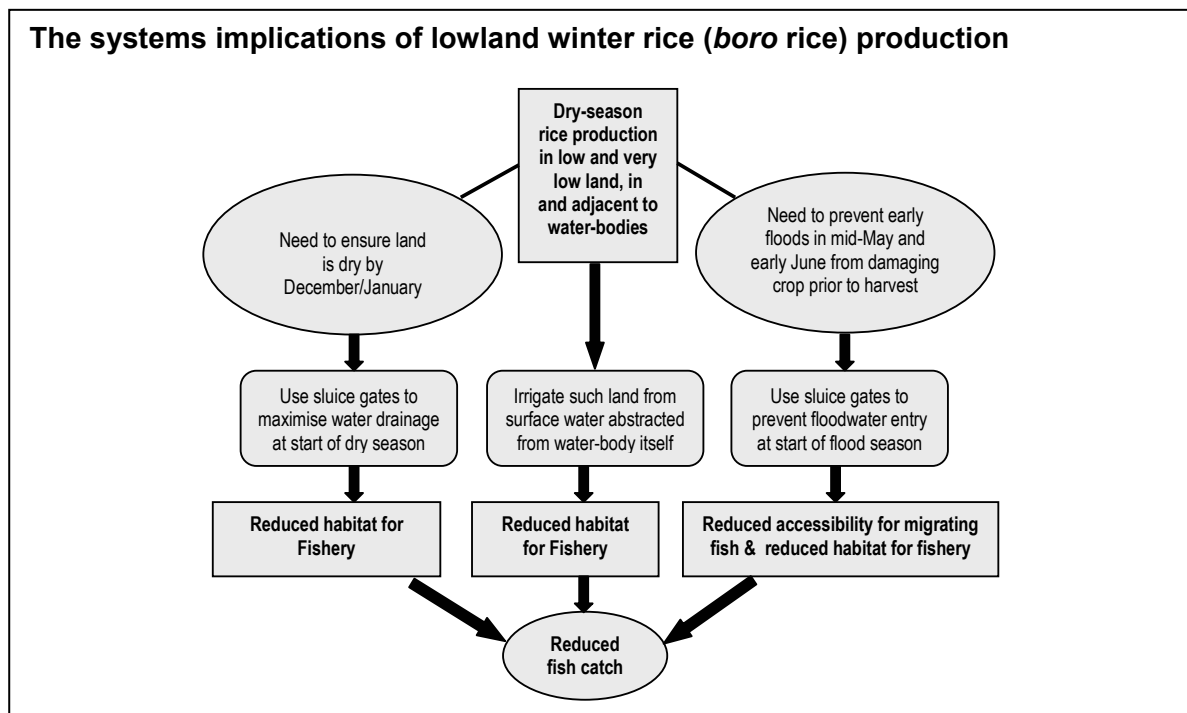 The systems implications of lowland winter rice (boro rice) production
Dry-season
rice production
in low and very
low land, in
and adjacent to
water-bodies
Need to ensure land
is dry by
December/January
Need to prevent early
floods in mid-May and
early June from damaging
crop prior to harvest
Use sluice gates to
maximise water drainage
at start of dry season
Irrigate such land from
surface water abstracted
from water-body itself
Use sluice gates to
prevent floodwater entry
at start of flood season
Reduced habitat for
Fishery
Reduced habitat
for Fishery
Reduced accessibility for migrating
fish & reduced habitat for fishery
Reduced
fish catch